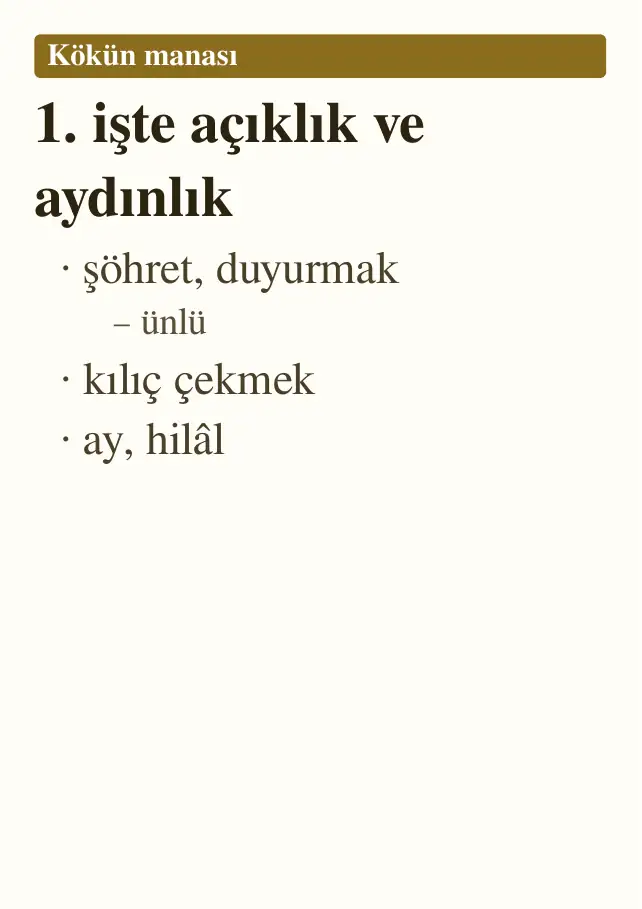 Kökün manası
1. işte açıklık ve
aydınlık
· şöhret, duyurmak
– ünlü
· kılıç çekmek
· ay, hilâl